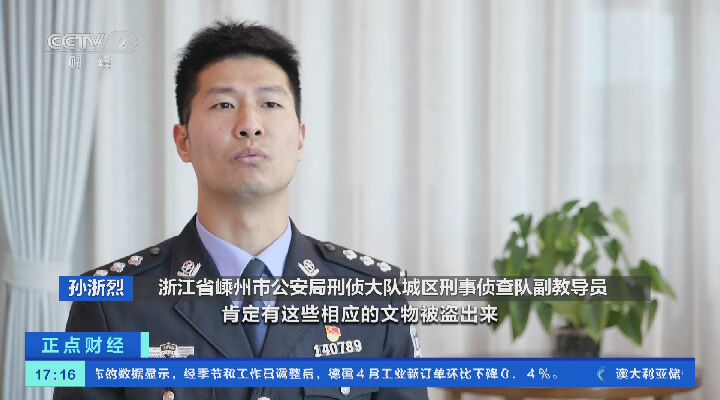 CCTV 2
财经
孙浙烈 浙江省嵊州市公安局刑侦大队城区刑事侦查队副教导员
肯定有这些相应的文物被盗出来
140789
正点财经
17:16 布的数据显示，经季节和工作日调整后，德国4月工业新订单环比下降0.4%。 澳大利亚储